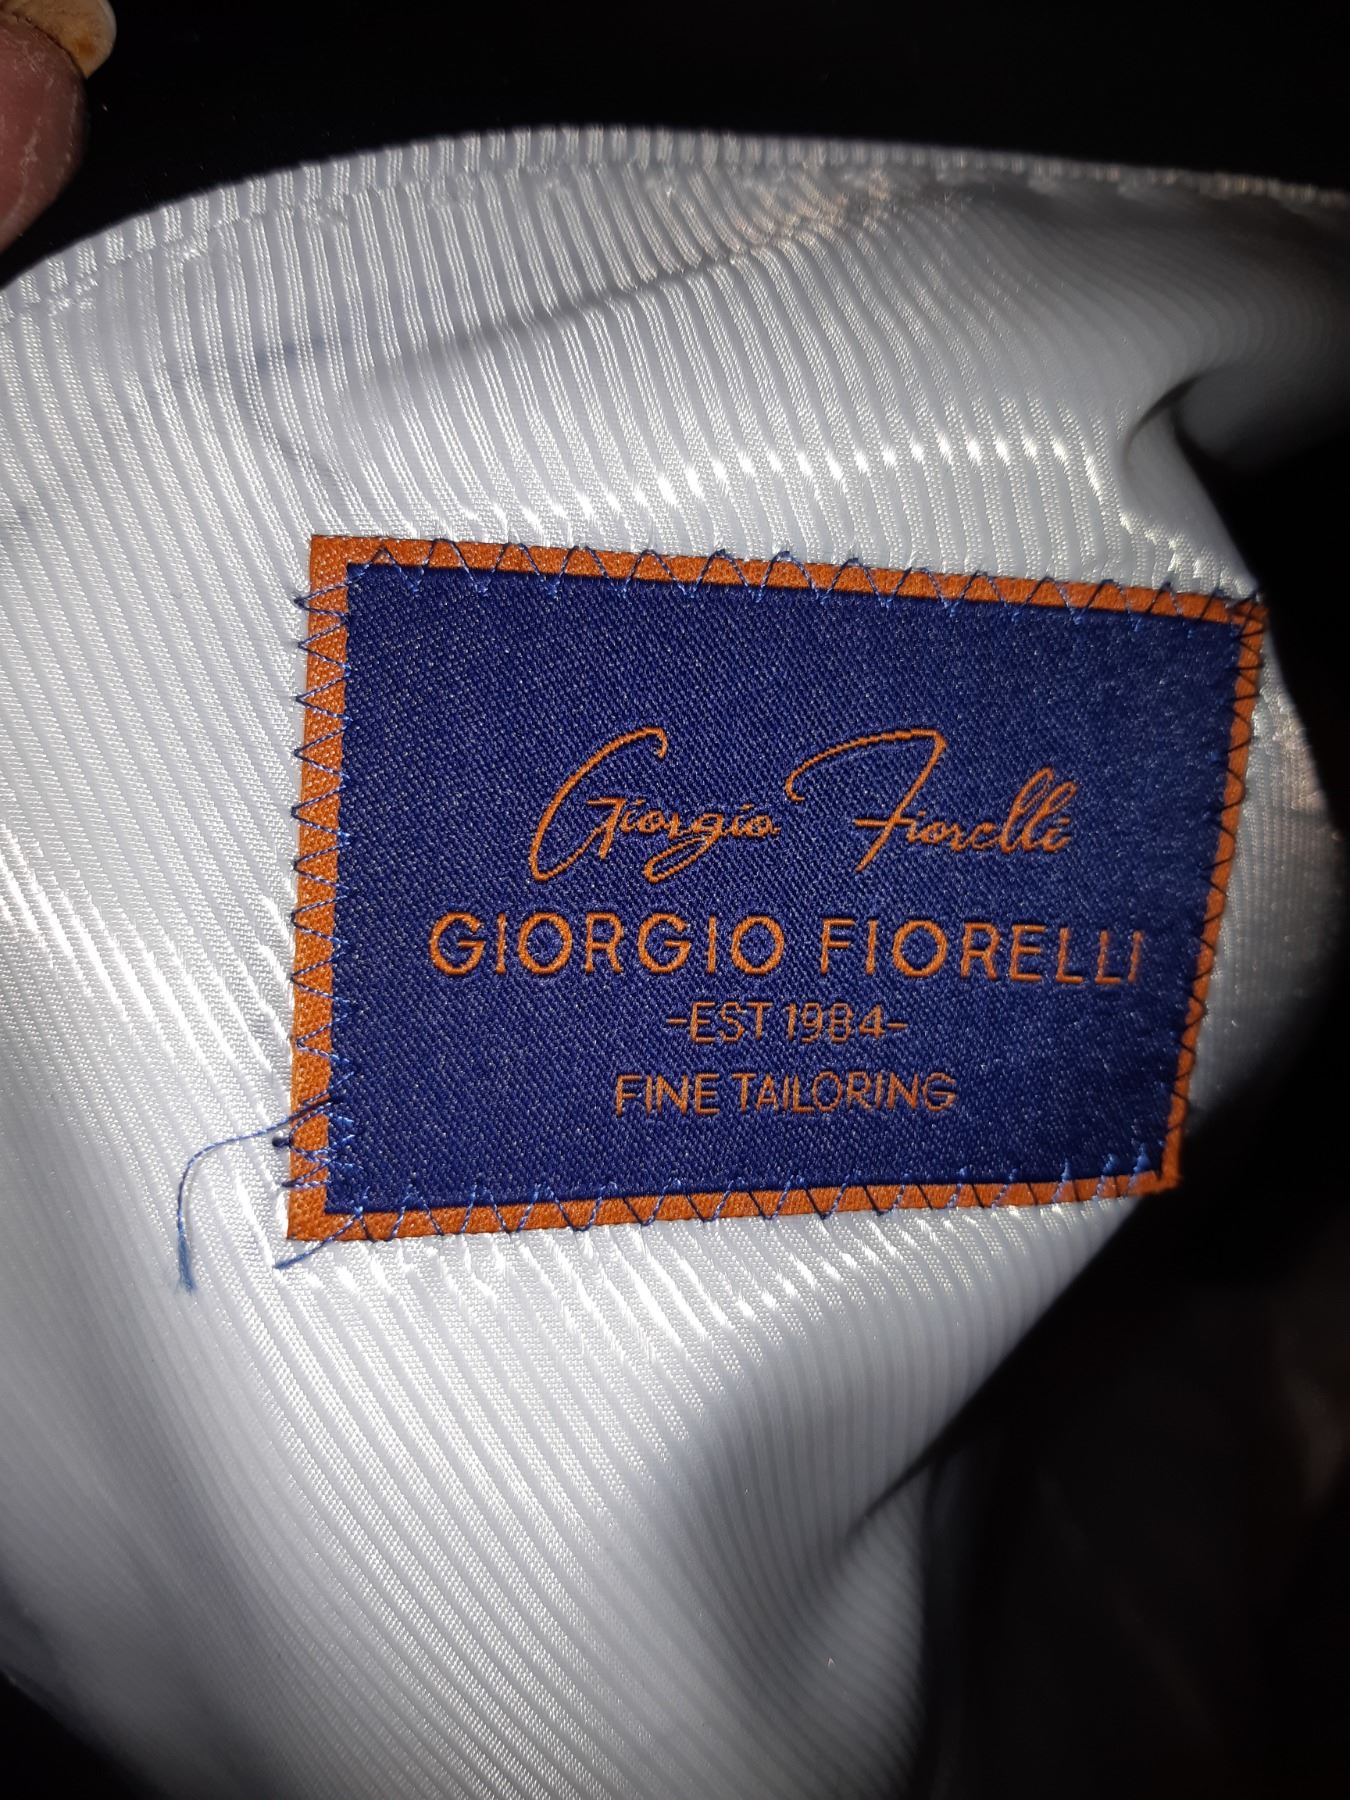 Giorgio Fiorelli
GIORGIO FIORELLI
-EST 1984-
FINE TAILORING